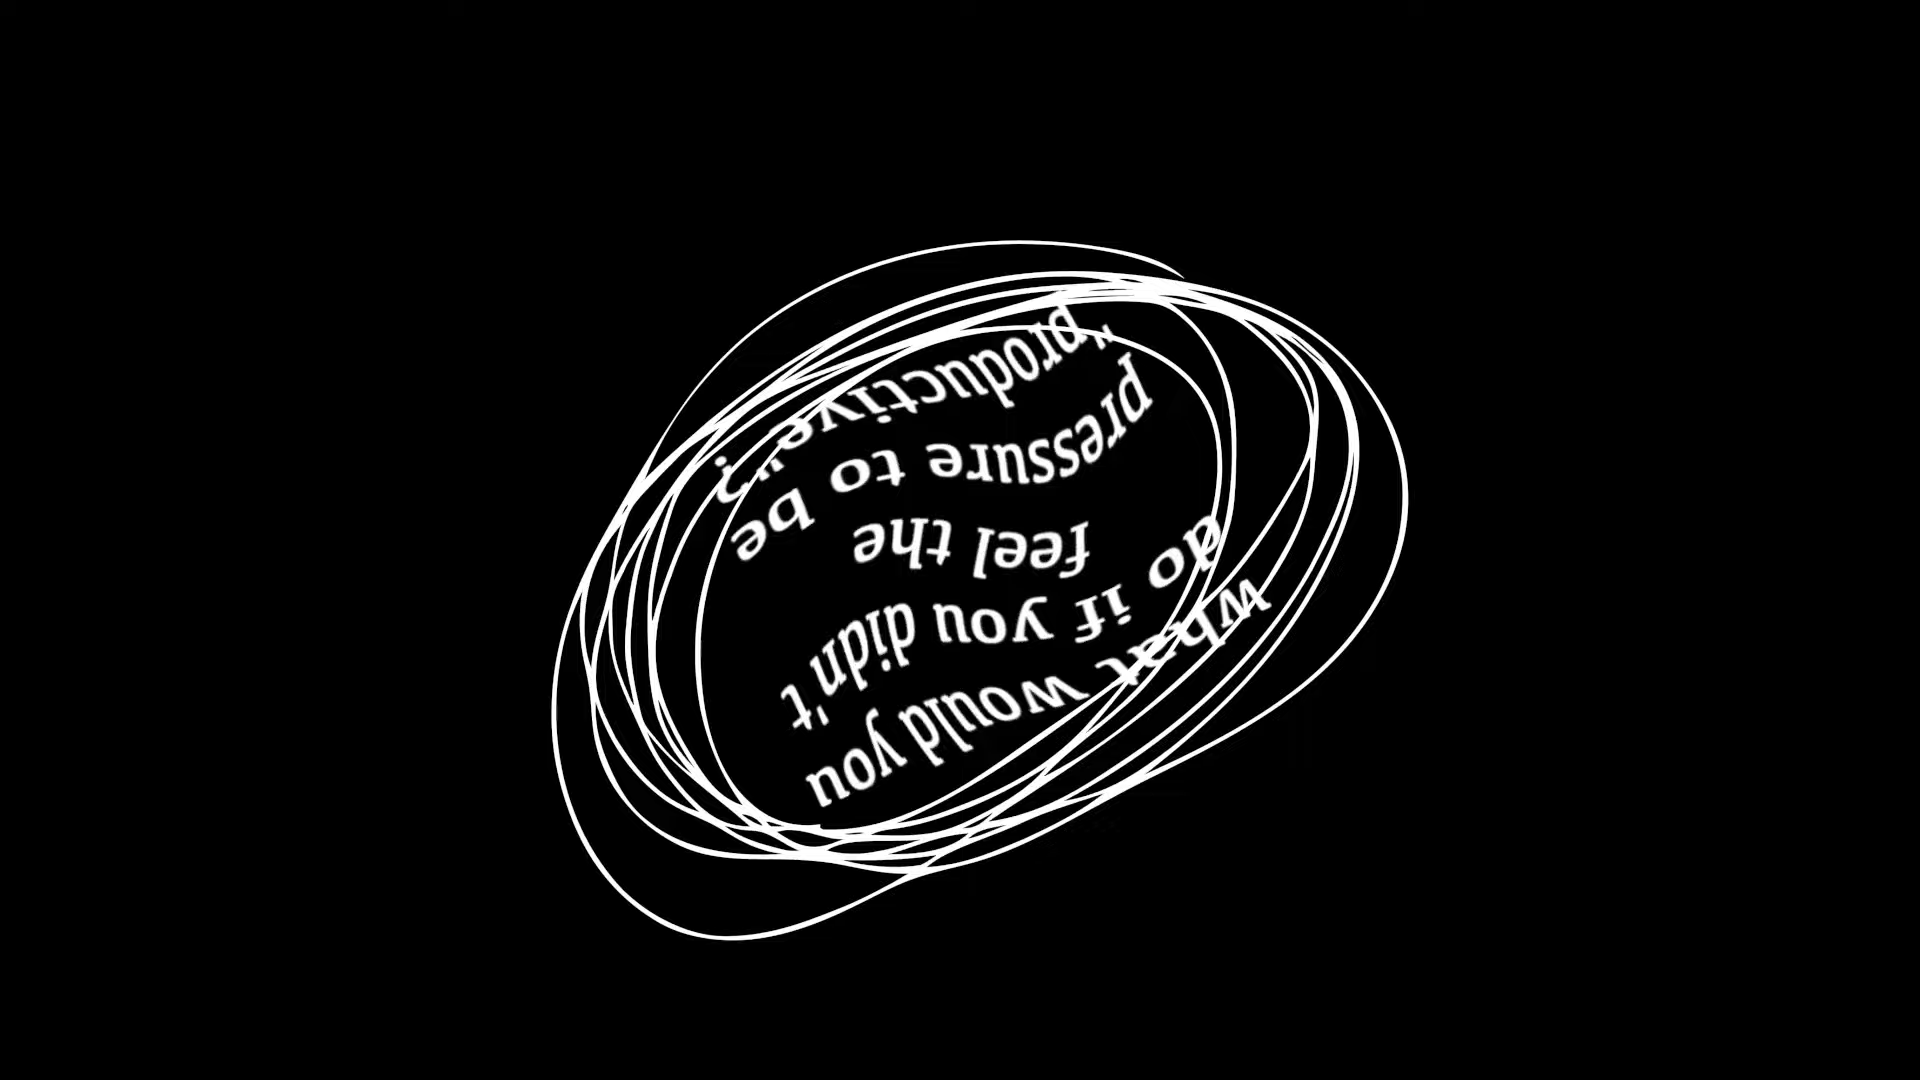 what would you
do if you didn't
feel the
pressure to be
"productive"?